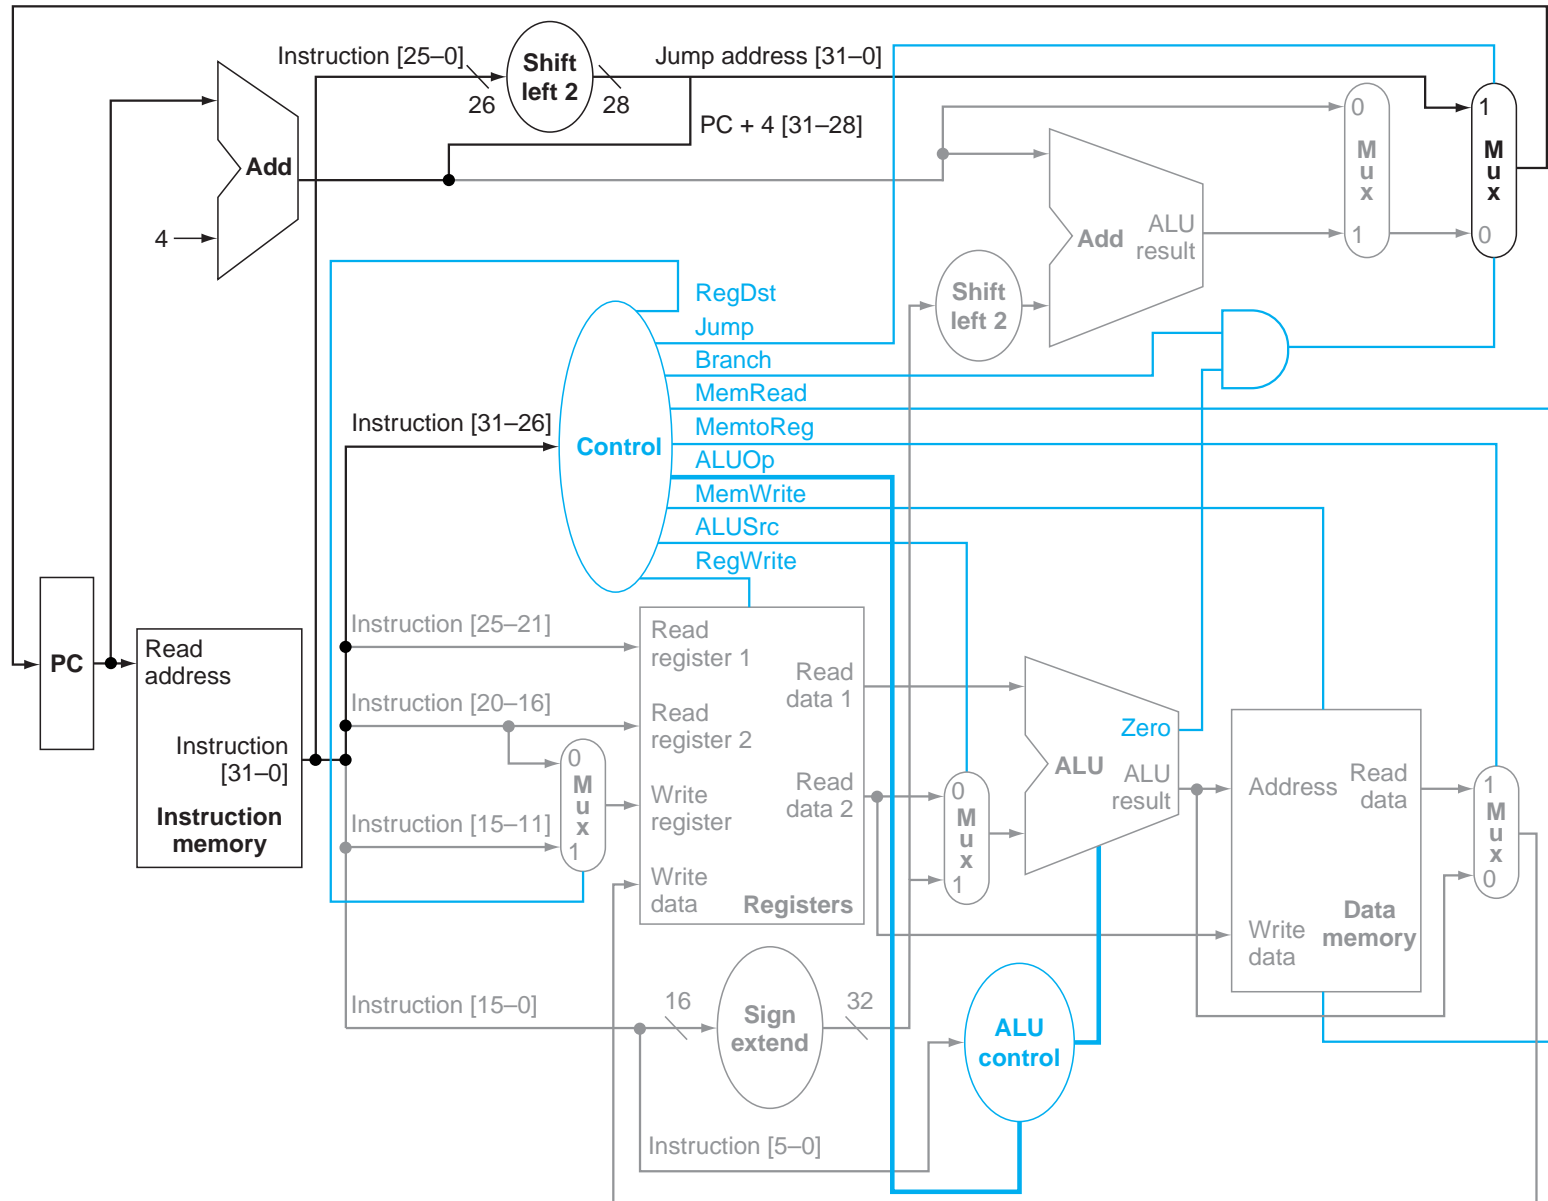 Instruction [25–0]
26
Shift
left 2
28
Jump address [31–0]
PC + 4 [31–28]
Add
4
0
M
u
x
1
1
M
u
x
0
Add
ALU
result
Shift
left 2
RegDst
Jump
Branch
MemRead
MemtoReg
ALUOp
MemWrite
ALUSrc
RegWrite
Instruction [31–26]
Control
PC
Read
address
Instruction
[31–0]
Instruction
memory
Instruction [25–21]
Instruction [20–16]
Instruction [15–11]
0
M
u
x
1
Read
register 1
Read
register 2
Write
register
Write
data
Read
data 1
Read
data 2
Registers
0
M
u
x
1
Zero
ALU
ALU
result
Address
Read
data
Write
data
Data
memory
1
M
u
x
0
Instruction [15–0]
16
Sign
extend
32
ALU
control
Instruction [5–0]